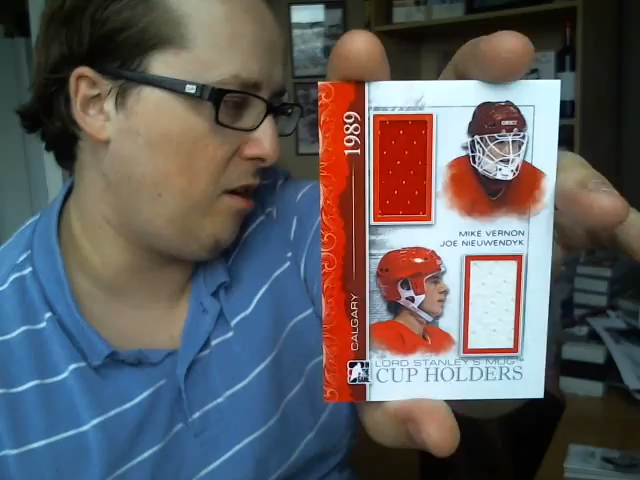 1989
CALGARY
MIKE VERNON
JOE NIEUWENDYK
LORD STANLEY'S MUG
CUP HOLDERS